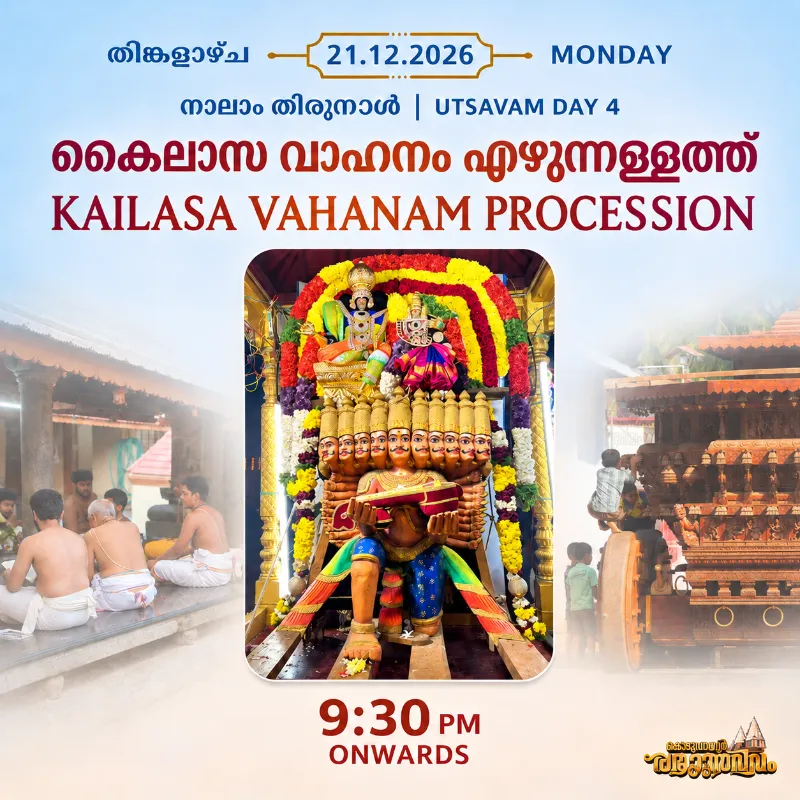 തിങ്കളാഴ്ച 21.12.2026 MONDAY
നാലാം തിരുനാൾ | UTSAVAM DAY 4
കൈലാസ വാഹനം എഴുന്നള്ളത്ത്
KAILASA VAHANAM PROCESSION
9:30 PM
ONWARDS